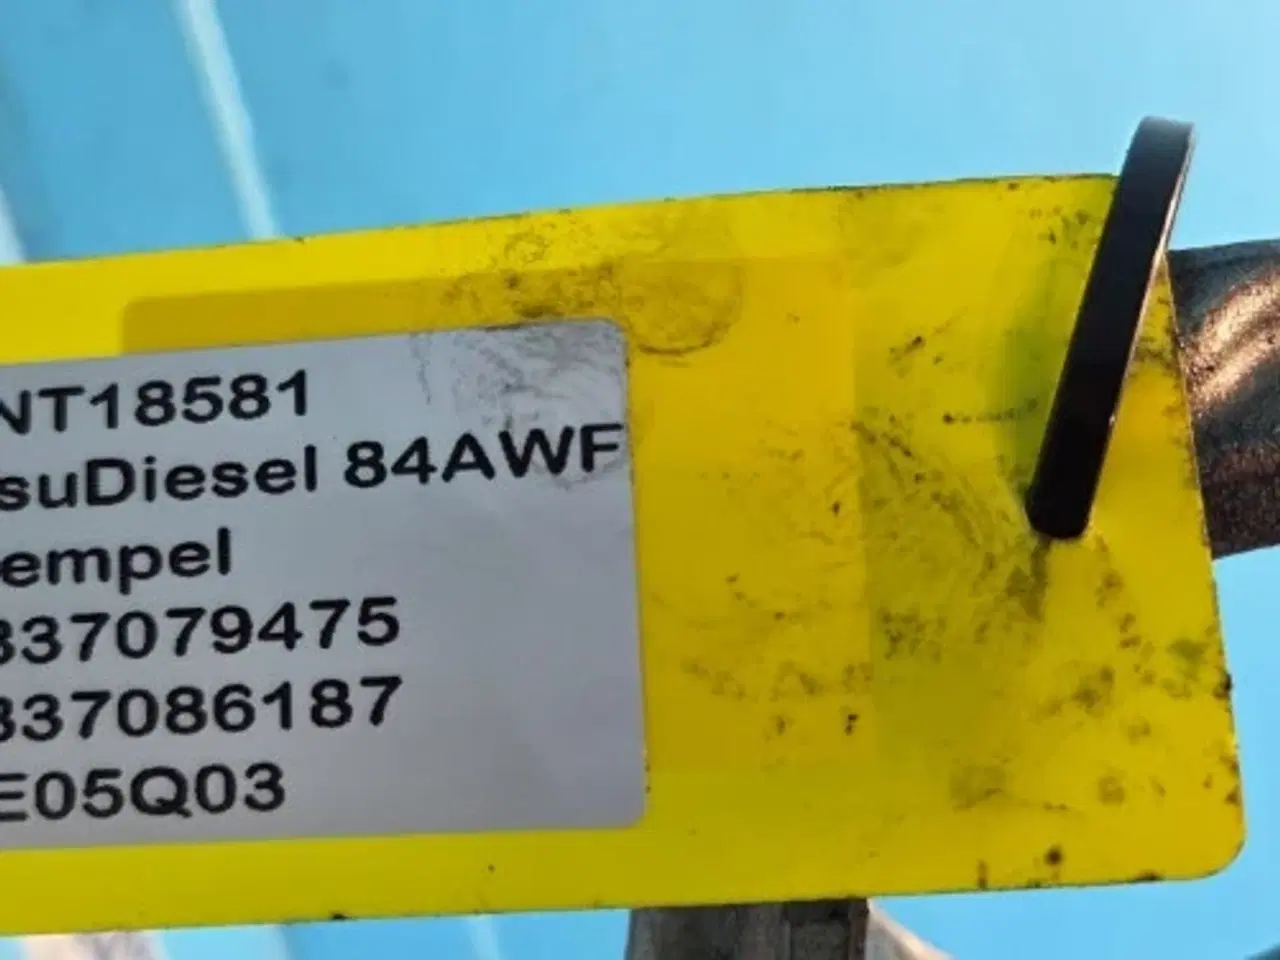 NT18581
suDiesel 84AWF
empel
337079475
337086187
E05Q03